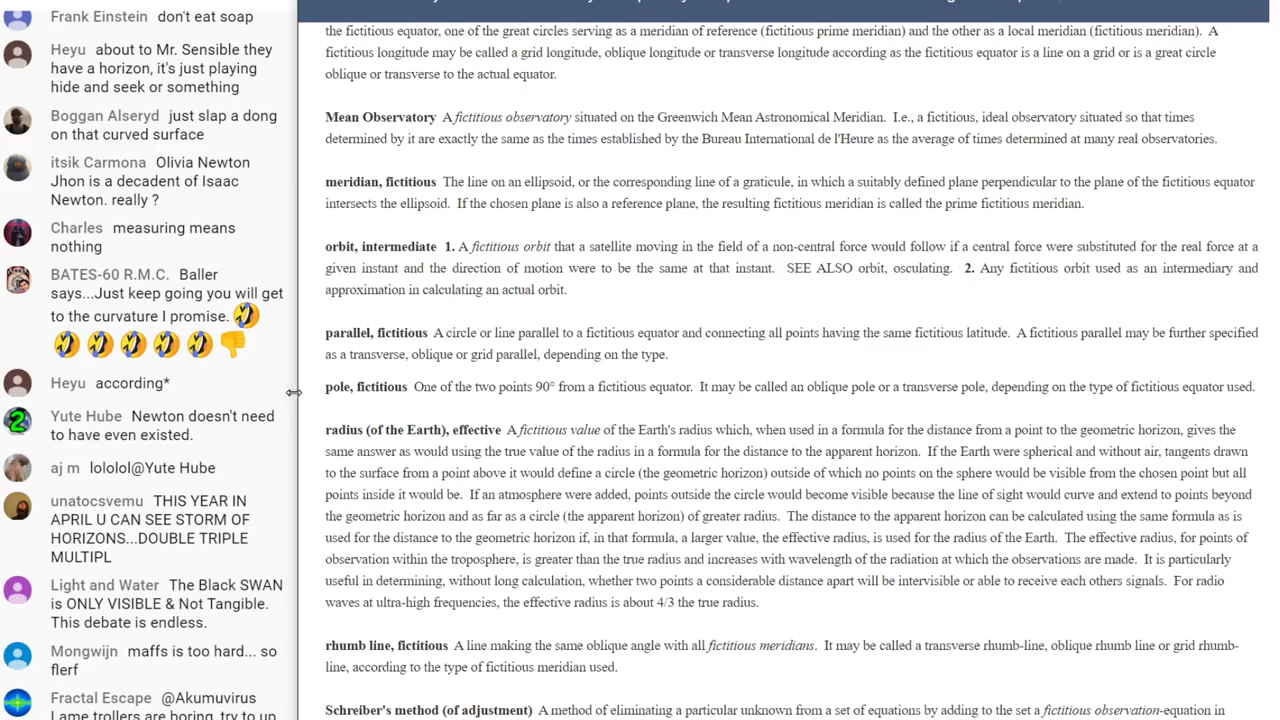 Frank Einstein don't eat soap
Heyu about to Mr. Sensible they
have a horizon, it's just playing
hide and seek or something
Boggan Alseryd just slap a dong
on that curved surface
itsik Carmona Olivia Newton
Jhon is a decadent of Isaac
Newton. really ?
Charles measuring means
nothing
BATES-60 R.M.C. Baller
says...Just keep going you will get
to the curvature I promise. 🤣
🤣🤣🤣🤣🤣👎
Heyu according*
Yute Hube Newton doesn't need
to have even existed.
aj m lololol@Yute Hube
unatocsvemu THIS YEAR IN
APRIL U CAN SEE STORM OF
HORIZONS...DOUBLE TRIPLE
MULTIPL
Light and Water The Black SWAN
is ONLY VISIBLE & Not Tangible.
This debate is endless.
Mongwijn maffs is too hard... so
flerf
Fractal Escape @Akumuvirus
Lame trollers are boring, try to up
the fictitious equator, one of the great circles serving as a meridian of reference (fictitious prime meridian) and the other as a local meridian (fictitious meridian). A
fictitious longitude may be called a grid longitude, oblique longitude or transverse longitude according as the fictitious equator is a line on a grid or is a great circle
oblique or transverse to the actual equator.
Mean Observatory A fictitious observatory situated on the Greenwich Mean Astronomical Meridian. I.e., a fictitious, ideal observatory situated so that times
determined by it are exactly the same as the times established by the Bureau International de l'Heure as the average of times determined at many real observatories.
meridian, fictitious The line on an ellipsoid, or the corresponding line of a graticule, in which a suitably defined plane perpendicular to the plane of the fictitious equator
intersects the ellipsoid. If the chosen plane is also a reference plane, the resulting fictitious meridian is called the prime fictitious meridian.
orbit, intermediate 1. A fictitious orbit that a satellite moving in the field of a non-central force would follow if a central force were substituted for the real force at a
given instant and the direction of motion were to be the same at that instant. SEE ALSO orbit, osculating. 2. Any fictitious orbit used as an intermediary and
approximation in calculating an actual orbit.
parallel, fictitious A circle or line parallel to a fictitious equator and connecting all points having the same fictitious latitude. A fictitious parallel may be further specified
as a transverse, oblique or grid parallel, depending on the type.
pole, fictitious One of the two points 90° from a fictitious equator. It may be called an oblique pole or a transverse pole, depending on the type of fictitious equator used.
radius (of the Earth), effective A fictitious value of the Earth's radius which, when used in a formula for the distance from a point to the geometric horizon, gives the
same answer as would using the true value of the radius in a formula for the distance to the apparent horizon. If the Earth were spherical and without air, tangents drawn
to the surface from a point above it would define a circle (the geometric horizon) outside of which no points on the sphere would be visible from the chosen point but all
points inside it would be. If an atmosphere were added, points outside the circle would become visible because the line of sight would curve and extend to points beyond
the geometric horizon and as far as a circle (the apparent horizon) of greater radius. The distance to the apparent horizon can be calculated using the same formula as is
used for the distance to the geometric horizon if, in that formula, a larger value, the effective radius, is used for the radius of the Earth. The effective radius, for points of
observation within the troposphere, is greater than the true radius and increases with wavelength of the radiation at which the observations are made. It is particularly
useful in determining, without long calculation, whether two points a considerable distance apart will be intervisible or able to receive each others signals. For radio
waves at ultra-high frequencies, the effective radius is about 4/3 the true radius.
rhumb line, fictitious A line making the same oblique angle with all fictitious meridians. It may be called a transverse rhumb-line, oblique rhumb line or grid rhumb-
line, according to the type of fictitious meridian used.
Schreiber's method (of adjustment) A method of eliminating a particular unknown from a set of equations by adding to the set a fictitious observation-equation in